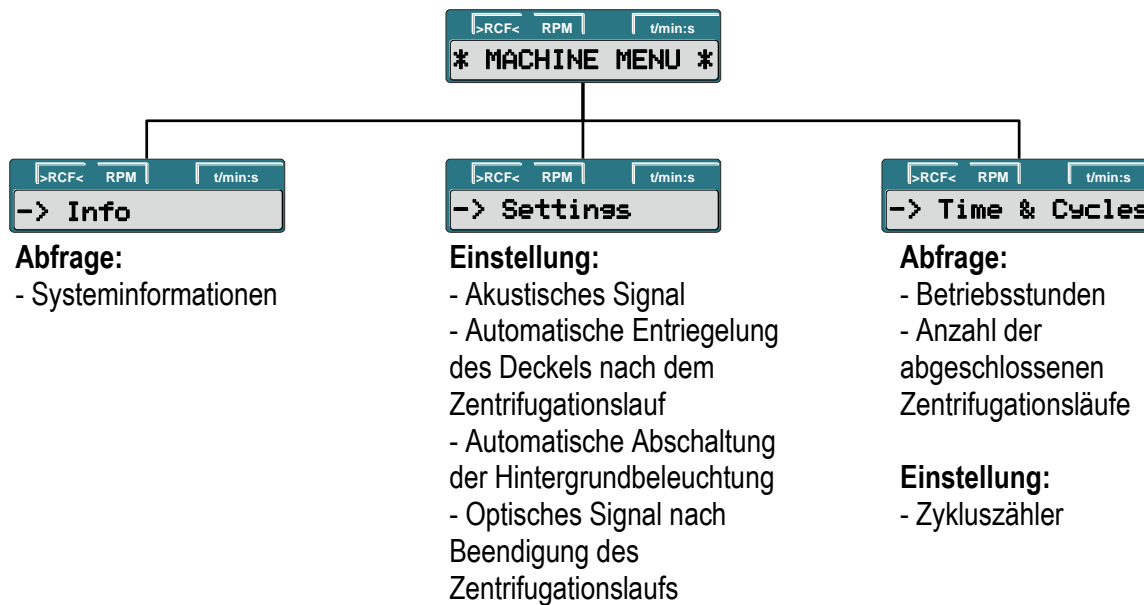 >RCF< RPM t/min:s
* MACHINE MENU *
>RCF< RPM t/min:s
-> Info
Abfrage:
- Systeminformationen
>RCF< RPM t/min:s
-> Settings
Einstellung:
- Akustisches Signal
- Automatische Entriegelung
des Deckels nach dem
Zentrifugationslauf
- Automatische Abschaltung
der Hintergrundbeleuchtung
- Optisches Signal nach
Beendigung des
Zentrifugationslaufs
>RCF< RPM t/min:s
-> Time & Cycles
Abfrage:
- Betriebsstunden
- Anzahl der
abgeschlossenen
Zentrifugationsläufe
Einstellung:
- Zykluszähler